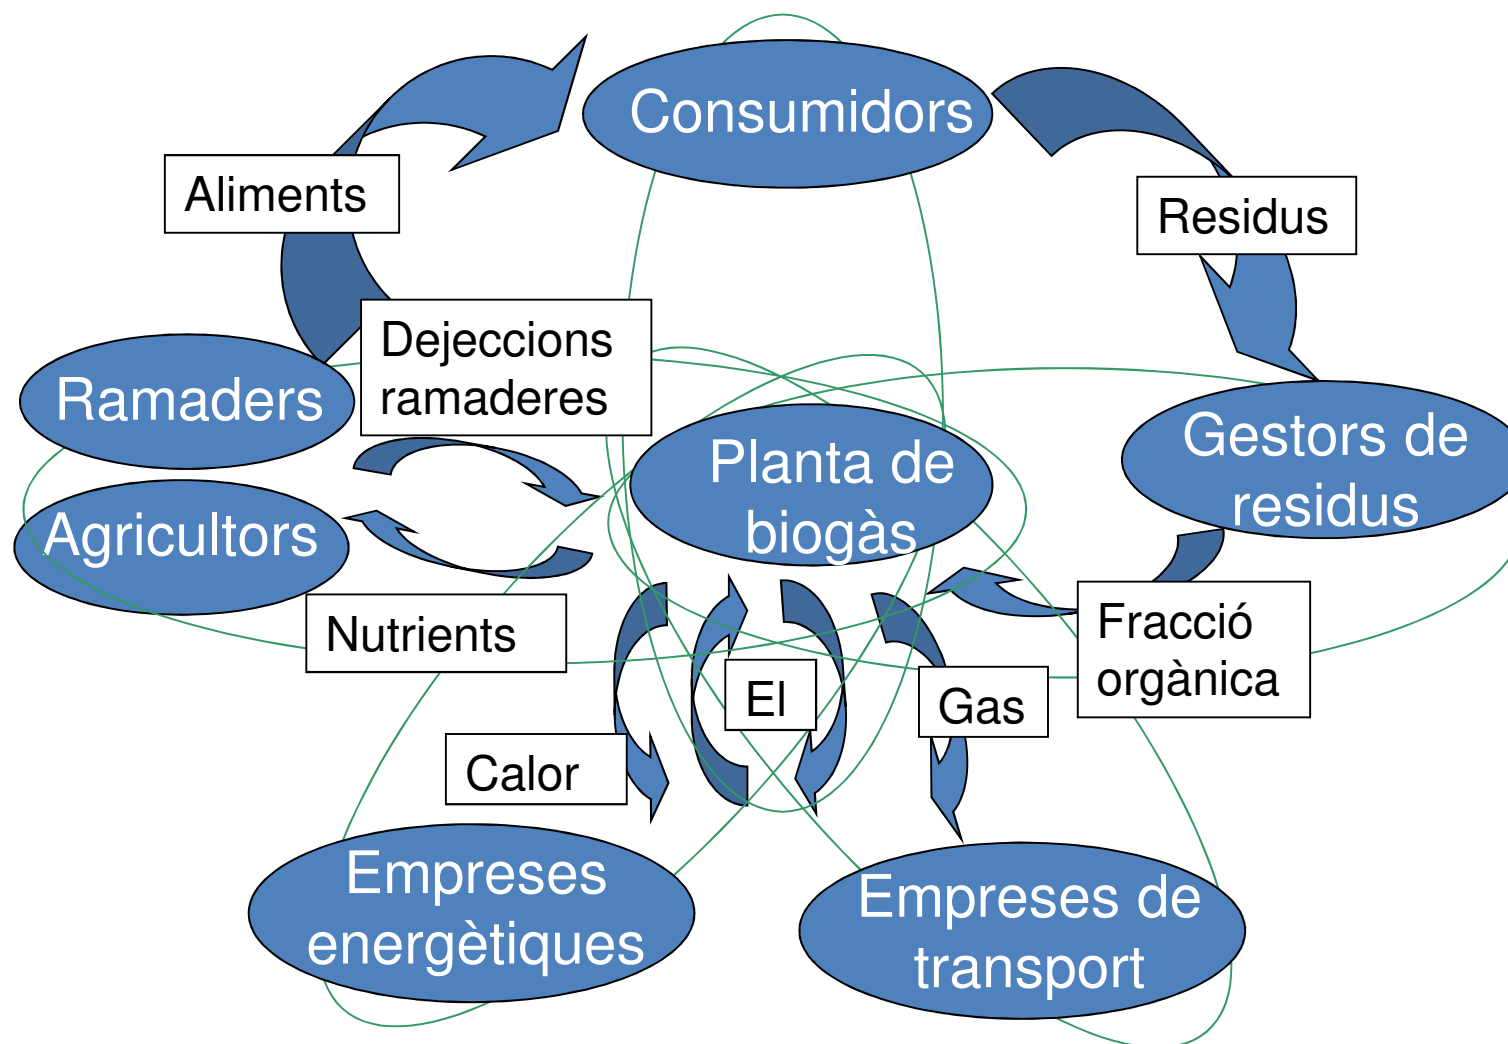 Consumidors
Aliments
Residus
Dejeccions
ramaderes
Ramaders
Gestors de
residus
Planta de
biogàs
Agricultors
Nutrients
Fracció
orgànica
El
Gas
Calor
Empreses
energètiques
Empreses de
transport